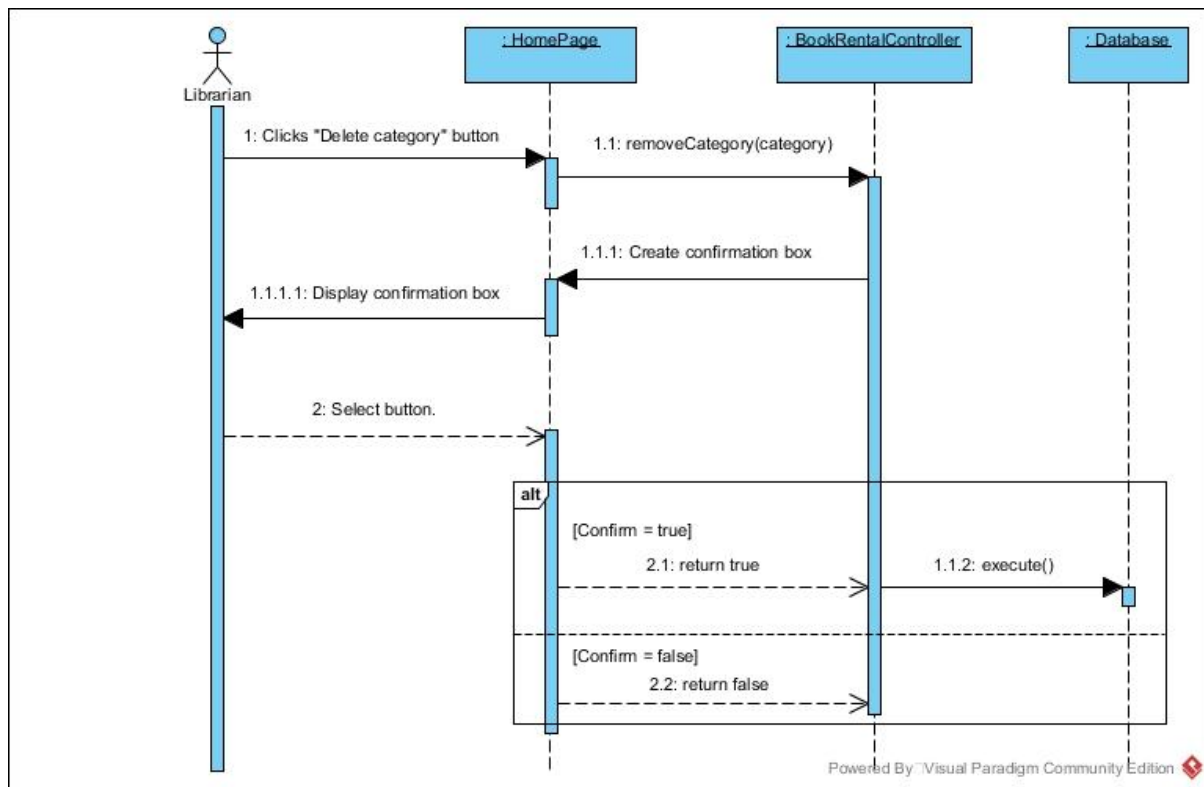 : HomePage
: BookRentalController
: Database
Librarian
1: Clicks "Delete category" button
1.1: removeCategory(category)
1.1.1: Create confirmation box
1.1.1.1: Display confirmation box
2: Select button.
alt
[Confirm = true]
2.1: return true
1.1.2: execute()
[Confirm = false]
2.2: return false
Powered By Visual Paradigm Community Edition